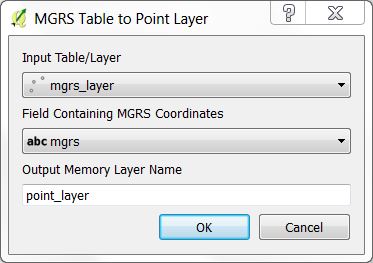 MGRS Table to Point Layer
?
Input Table/Layer
mgrs_layer
Field Containing MGRS Coordinates
abc mgrs
Output Memory Layer Name
point_layer
OK Cancel